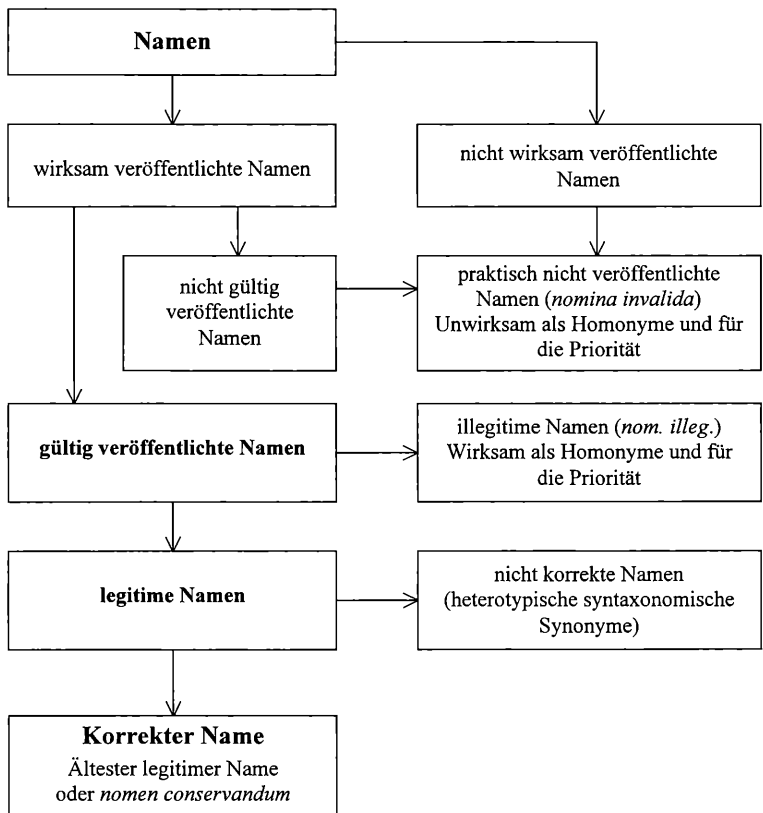 Namen
wirksam veröffentlichte Namen
nicht wirksam veröffentlichte
Namen
nicht gültig
veröffentlichte
Namen
praktisch nicht veröffentlichte
Namen (nomina invalida)
Unwirksam als Homonyme und für
die Priorität
gültig veröffentlichte Namen
illegitime Namen (nom. illeg.)
Wirksam als Homonyme und für
die Priorität
legitime Namen
nicht korrekte Namen
(heterotypische syntaxonomische
Synonyme)
Korrekter Name
Ältester legitimer Name
oder nomen conservandum